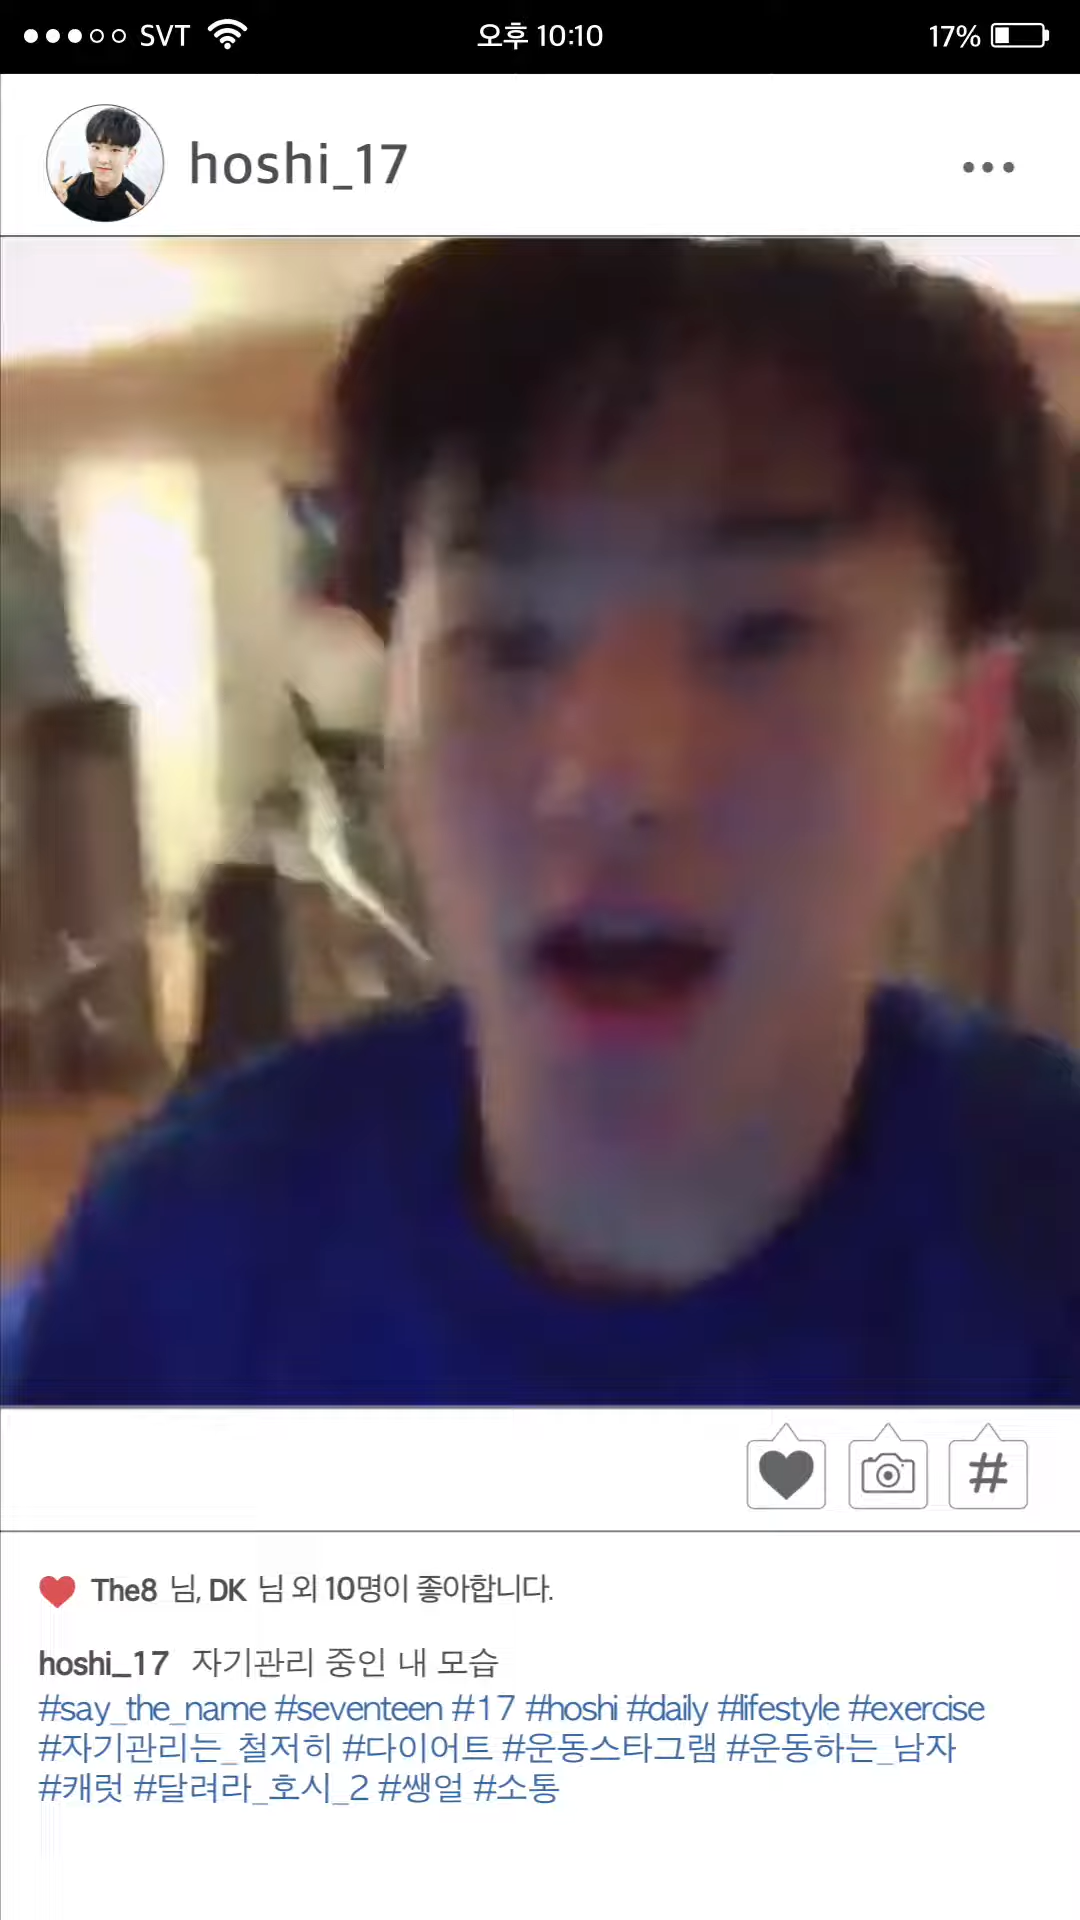 SVT 오후 10:10 17%
hoshi_17
#
The8 님, DK 님 외 10명이 좋아합니다.
hoshi_17 자기관리 중인 내 모습
#say_the_name #seventeen #17 #hoshi #daily #lifestyle #exercise
#자기관리는_철저히 #다이어트 #운동스타그램 #운동하는_남자
#캐럿 #달려라_호시_2 #쌩얼 #소통